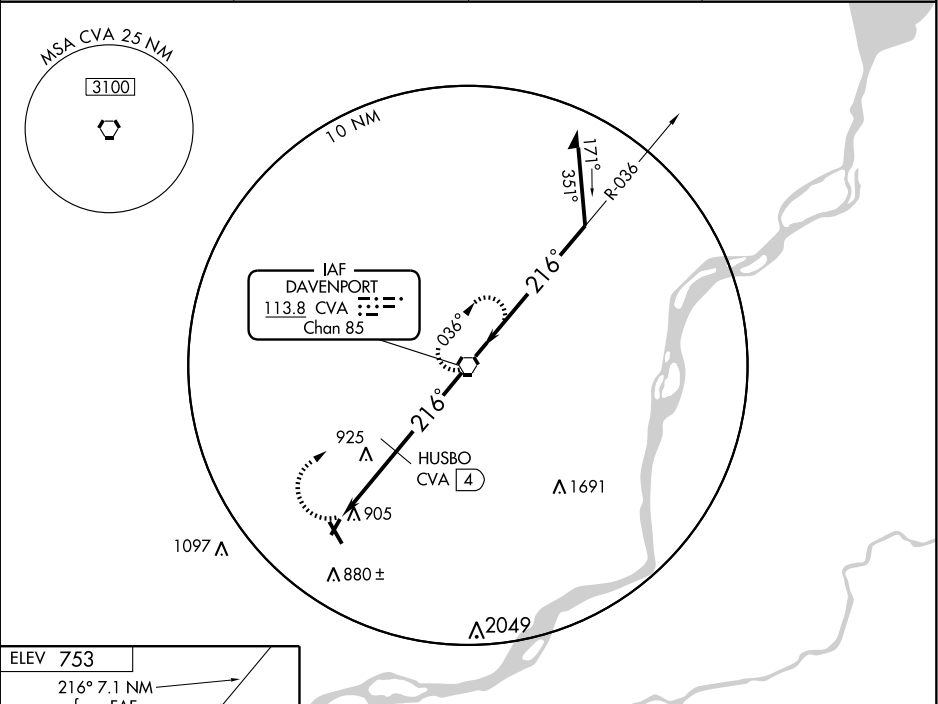 MSA CVA 25 NM
3100
10 NM
171°
351°
R-036
216°
IAF
DAVENPORT
113.8 CVA
Chan 85
036°
216°
925
HUSBO
CVA 4
1691
905
1097
880 ±
2049
ELEV 753
216° 7.1 NM
from FAF